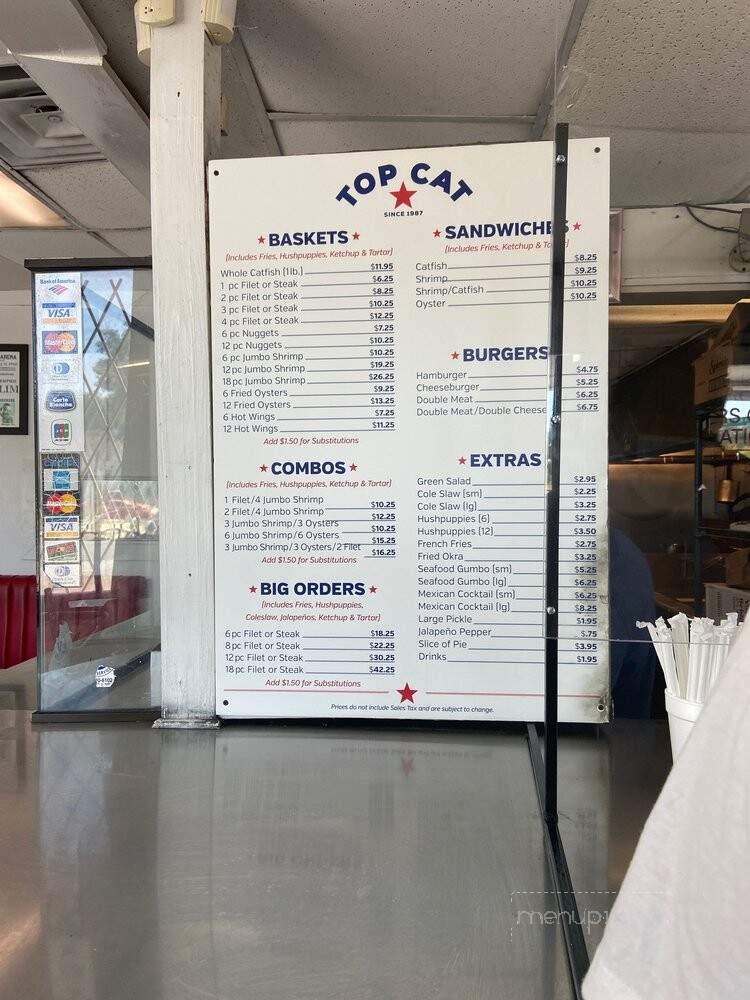 TOP CAT
SINCE 1987
BASKETS
(Includes Fries, Hushpuppies, Ketchup & Tartar)
Whole Catfish (1lb.) $11.95
1 pc Filet or Steak $6.25
2 pc Filet or Steak $8.25
3 pc Filet or Steak $10.25
4 pc Filet or Steak $12.25
6 pc Nuggets $7.25
12 pc Nuggets $10.25
6 pc Jumbo Shrimp $10.25
12 pc Jumbo Shrimp $19.25
18 pc Jumbo Shrimp $26.25
6 Fried Oysters $9.25
12 Fried Oysters $13.25
6 Hot Wings $7.25
12 Hot Wings $11.25
Add $1.50 for Substitutions
COMBOS
(Includes Fries, Hushpuppies, Ketchup & Tartar)
1 Filet/4 Jumbo Shrimp $10.25
2 Filet/4 Jumbo Shrimp $12.25
3 Jumbo Shrimp/3 Oysters $10.25
6 Jumbo Shrimp/6 Oysters $15.25
3 Jumbo Shrimp/3 Oysters/2 Filet $16.25
Add $1.50 for Substitutions
BIG ORDERS
(Includes Fries, Hushpuppies,
Coleslaw, Jalapeños, Ketchup & Tartar)
6 pc Filet or Steak $18.25
8 pc Filet or Steak $22.25
12 pc Filet or Steak $30.25
18 pc Filet or Steak $42.25
Add $1.50 for Substitutions
SANDWICHES
(Includes Fries, Ketchup & Tartar)
Catfish $8.25
Shrimp $9.25
Shrimp/Catfish $10.25
Oyster $10.25
BURGERS
Hamburger $4.75
Cheeseburger $5.25
Double Meat $6.25
Double Meat/Double Cheese $6.75
EXTRAS
Green Salad $2.95
Cole Slaw (sm) $2.25
Cole Slaw (lg) $3.25
Hushpuppies (6) $2.75
Hushpuppies (12) $3.50
French Fries $2.75
Fried Okra $3.25
Seafood Gumbo (sm) $5.25
Seafood Gumbo (lg) $6.25
Mexican Cocktail (sm) $6.25
Mexican Cocktail (lg) $8.25
Large Pickle $1.95
Jalapeño Pepper $.75
Slice of Pie $3.95
Drinks $1.95
Prices do not include Sales Tax and are subject to change.
Bank of America
VISA
MasterCard
Carte Blanche
JCB
MasterCard
VISA
menup